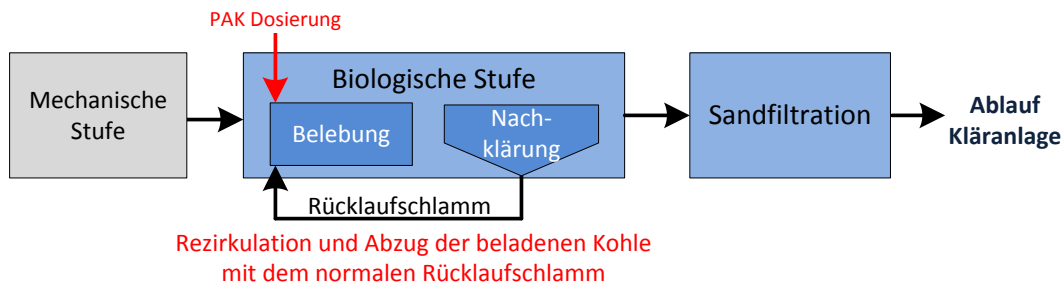 PAK Dosierung
Mechanische
Stufe
Biologische Stufe
Belebung
Nach-
klärung
Sandfiltration
Ablauf
Kläranlage
Rücklaufschlamm
Rezirkulation und Abzug der beladenen Kohle
mit dem normalen Rücklaufschlamm